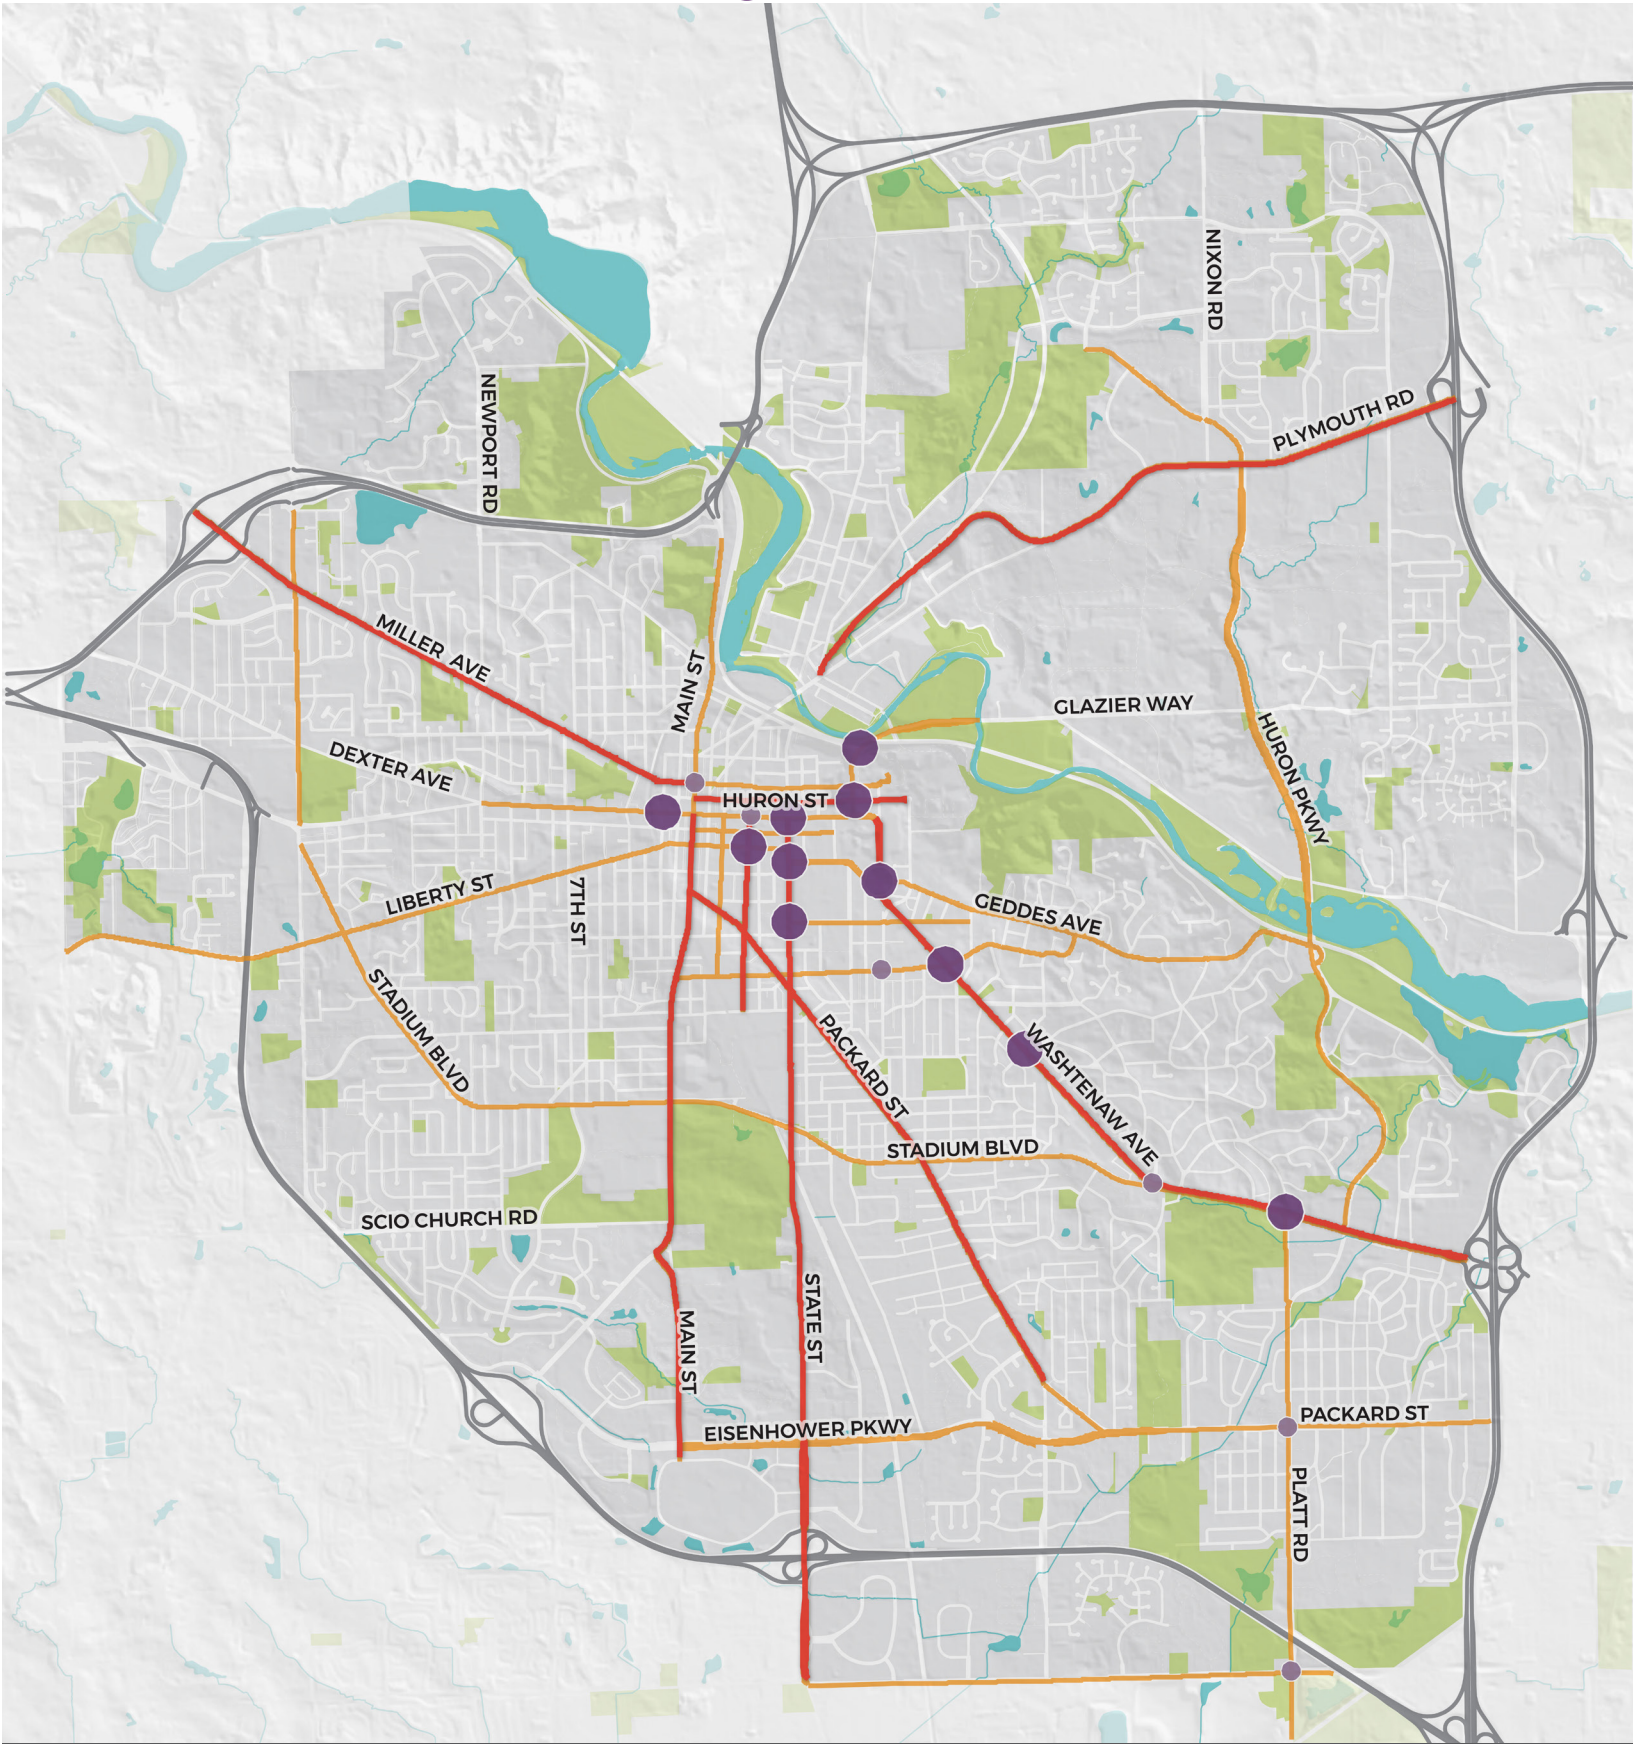 NIXON RD
PLYMOUTH RD
NEWPORT RD
MILLER AVE
MAIN ST
GLAZIER WAY
HURON PKWY
DEXTER AVE
HURON ST
LIBERTY ST
7TH ST
GEDDES AVE
STADIUM BLVD
PACKARD ST
WASHTENAW AVE
STADIUM BLVD
SCIO CHURCH RD
STATE ST
MAIN ST
EISENHOWER PKWY
PACKARD ST
PLATT RD